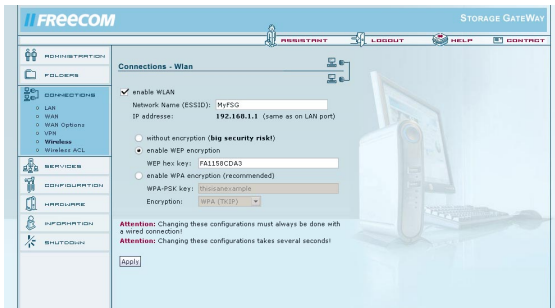 FREECOM
STORAGE GATEWAY
ASSISTANT LOGOUT HELP CONTACT
ADMINISTRATION
FOLDERS
CONNECTIONS
LAN
WAN
WAN Options
VPN
Wireless
Wireless ACL
SERVICES
CONFIGURATION
HARDWARE
INFORMATION
SHUTDOWN
Connections - Wlan
enable WLAN
Network Name (ESSID): MyFSG
IP addresse: 192.168.1.1 (same as on LAN port)
without encryption (big security risk!)
enable WEP encryption
WEP hex key: FA1158CDA3
enable WPA encryption (recommended)
WPA-PSK key: thisisanexample
Encryption: WPA (TKIP)
Attention: Changing these configurations must always be done with
a wired connection!
Attention: Changing these configurations takes several seconds!
Apply